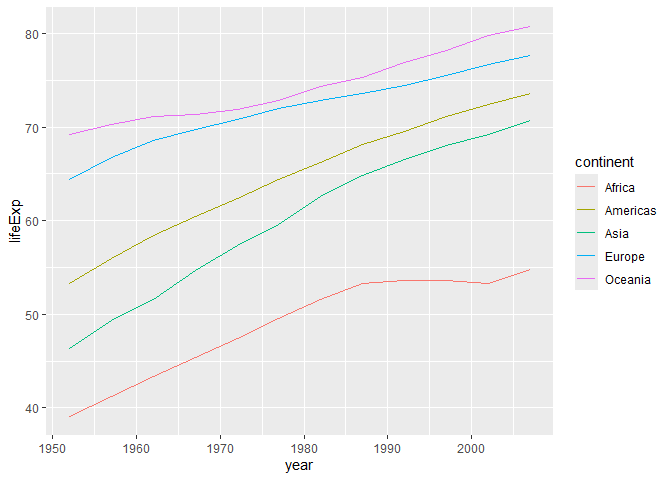 80
70
60
50
40
lifeExp
1950
1960
1970
1980
1990
2000
year
continent
Africa
Americas
Asia
Europe
Oceania